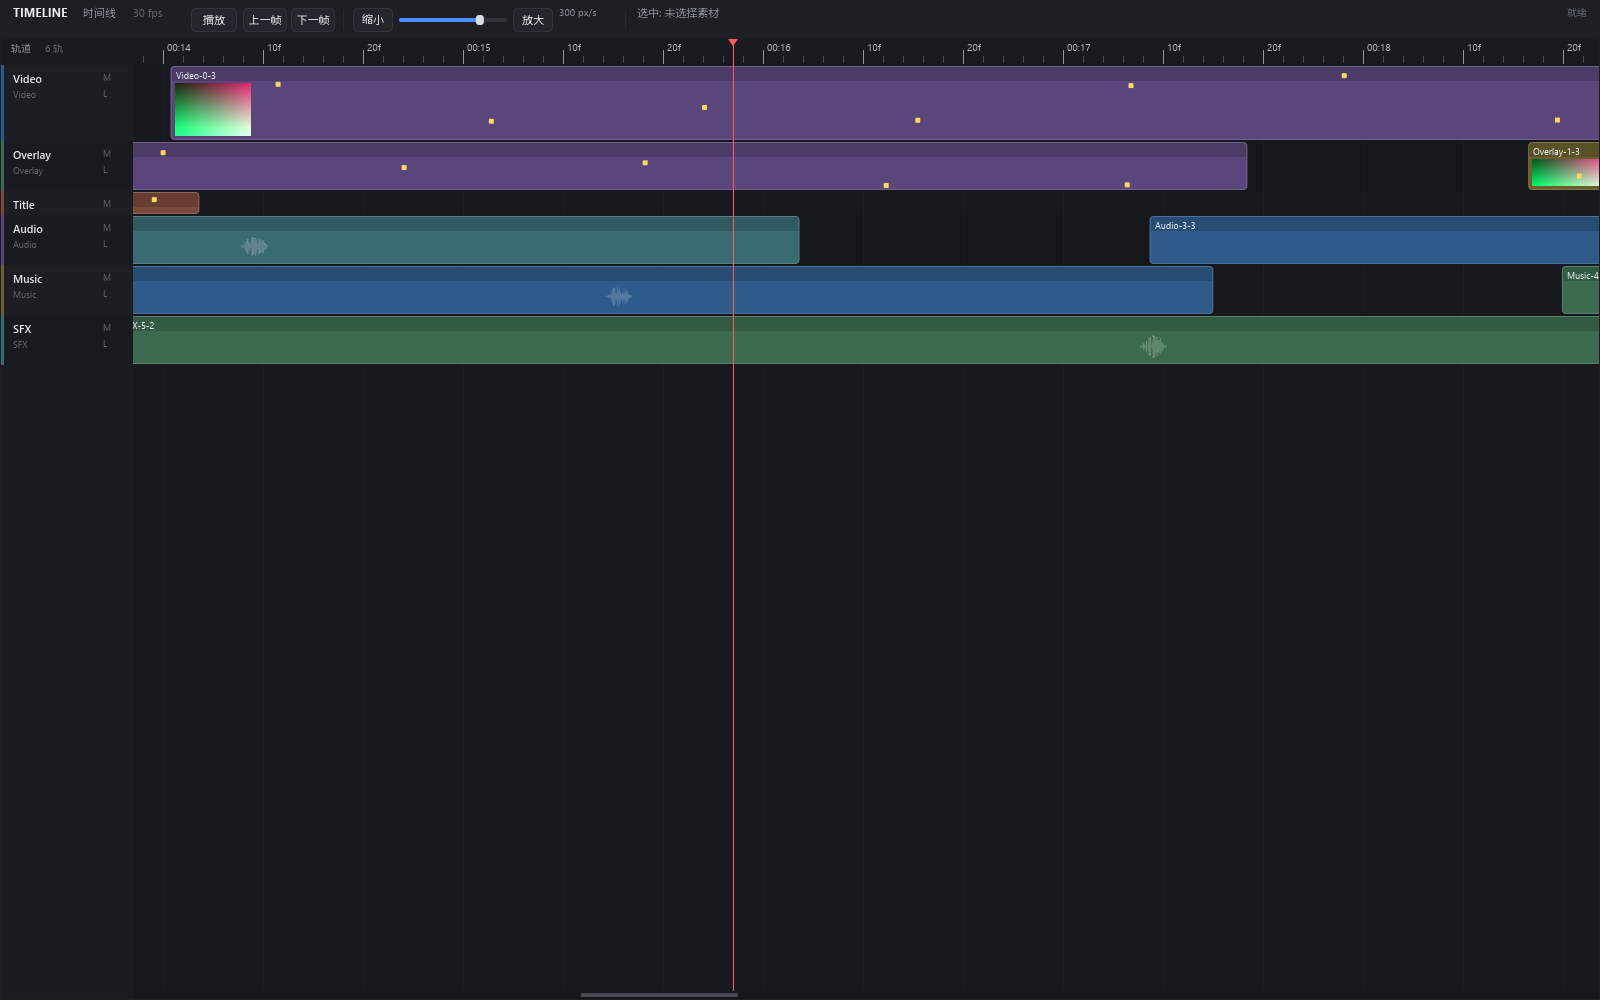 TIMELINE 时间线 30 fps 播放 上一帧 下一帧 缩小 放大 300 px/s 选中: 未选择素材 就绪
轨道 6 轨 00:14 10f 20f 00:15 10f 20f 00:16 10f 20f 00:17 10f 20f 00:18 10f 20f
Video M Video-0-3
Video L
Overlay M Overlay-1-3
Overlay L
Title M
Audio M Audio-3-3
Audio L
Music M Music-4
Music L
SFX M X-5-2
SFX L